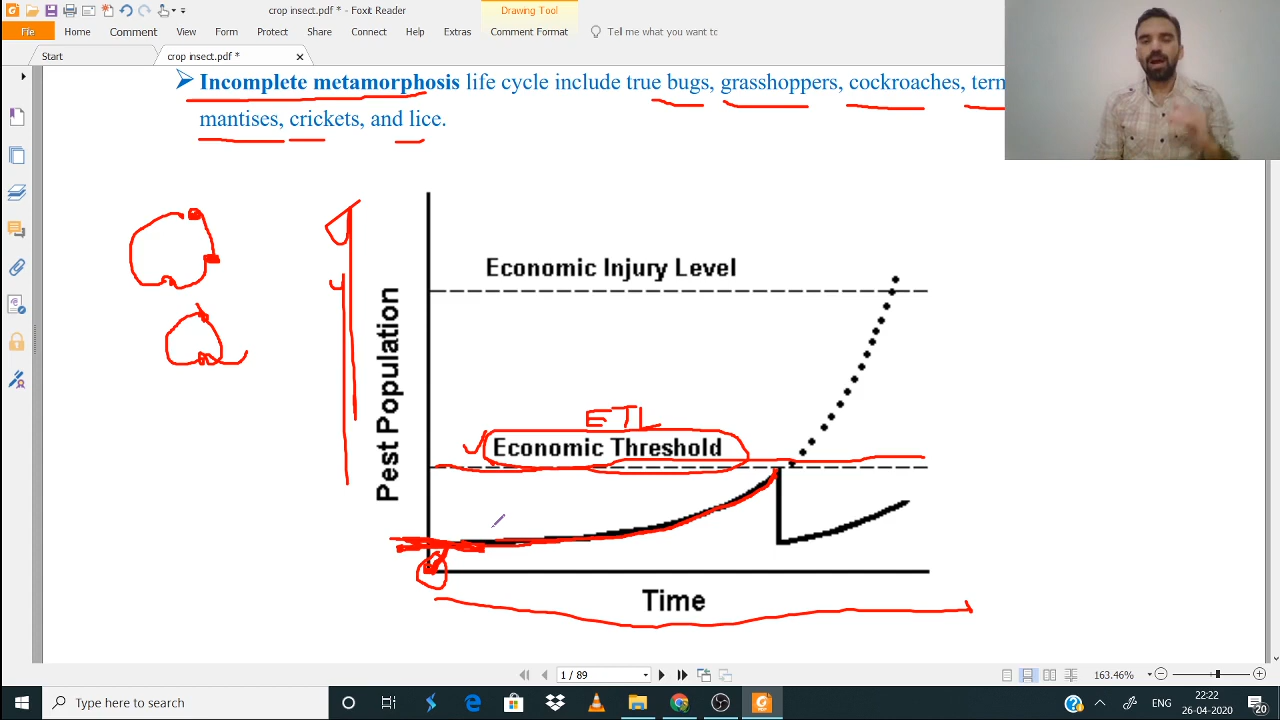 crop insect.pdf * - Foxit Reader
Drawing Tool
File
Home
Comment
View
Form
Protect
Share
Connect
Help
Extras
Comment Format
Tell me what you want tc
Start
crop insect.pdf *
➤ Incomplete metamorphosis life cycle include true bugs, grasshoppers, cockroaches, tern
mantises, crickets, and lice.
Economic Injury Level
Pest Population
ETL
Economic Threshold
Time
1 / 89
163.46%
Type here to search
22:22
26-04-2020
20